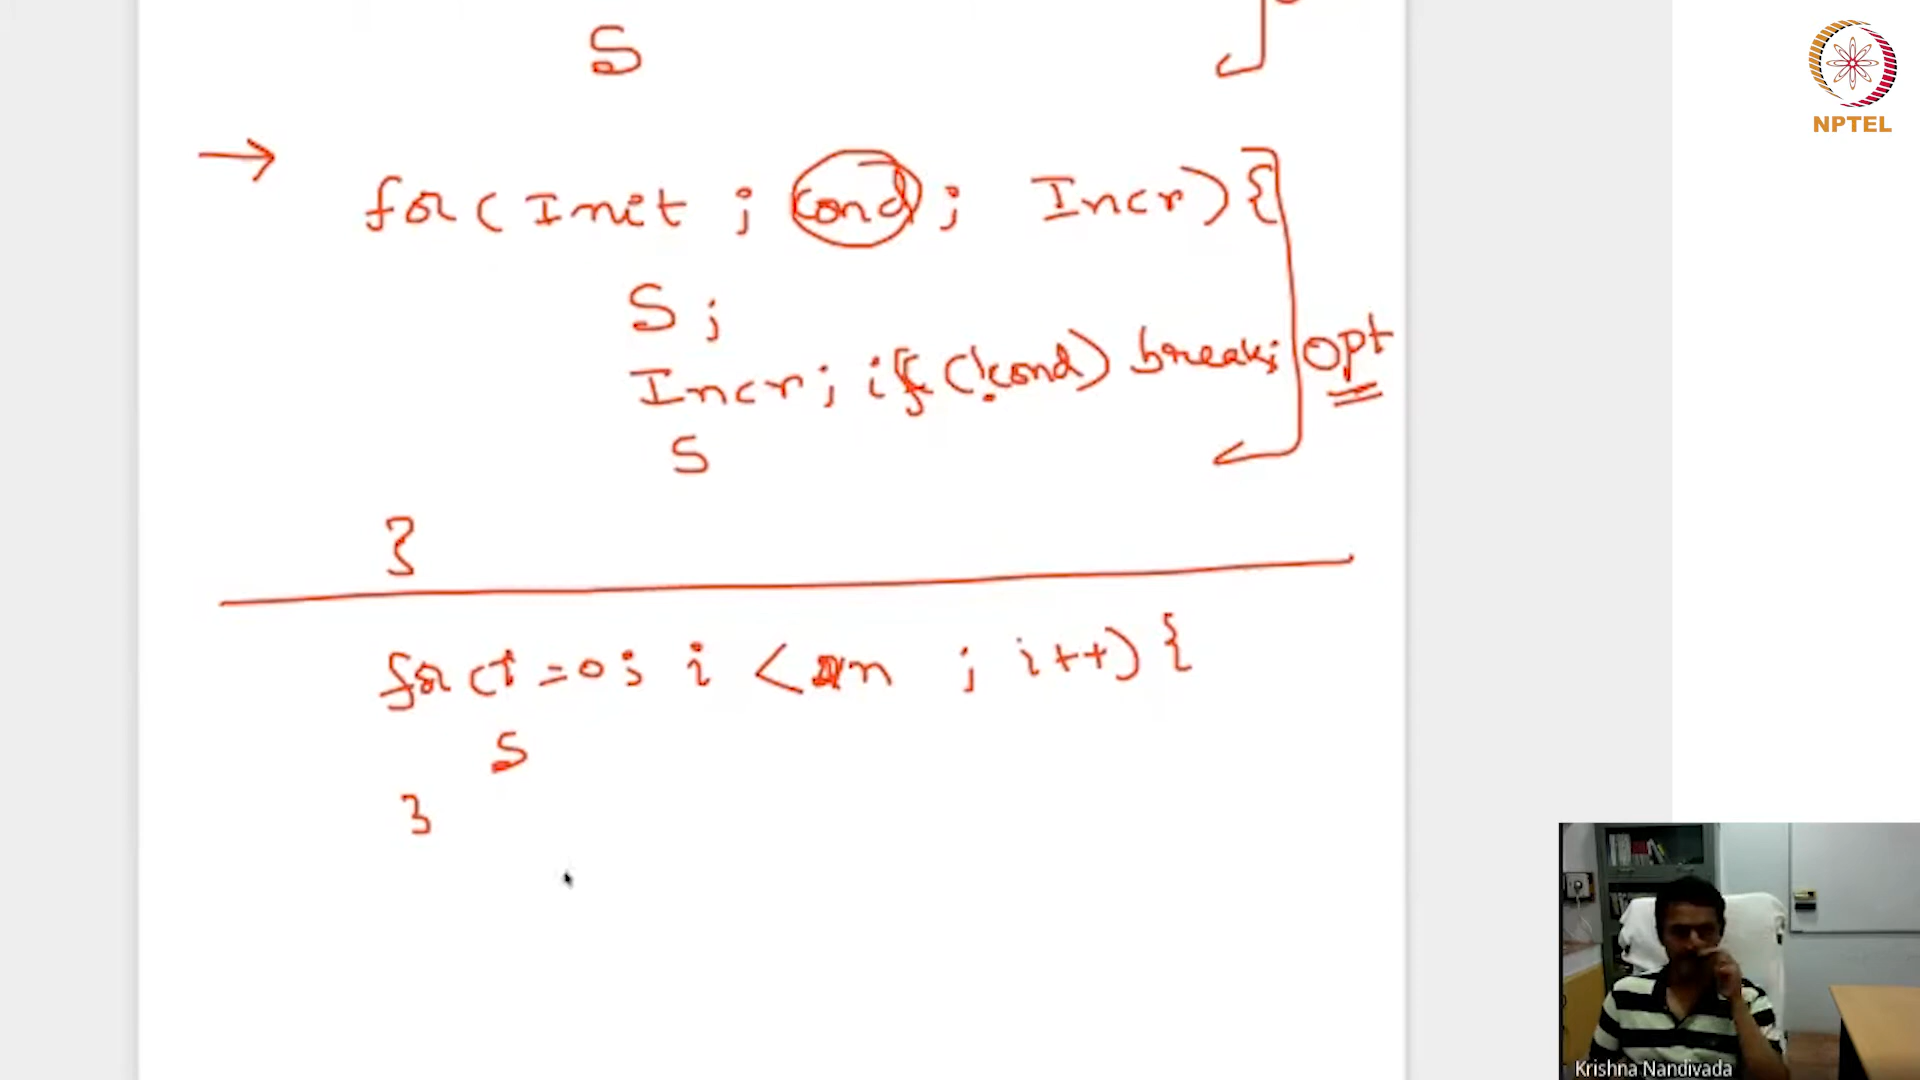 S
NPTEL
→ for (Init ; Cond ; Incr) {
S ;
Incr ; if (!cond) break; opt
S
}
for (i = 0 ; i < n ; i++) {
S
}
Krishna Nandivada